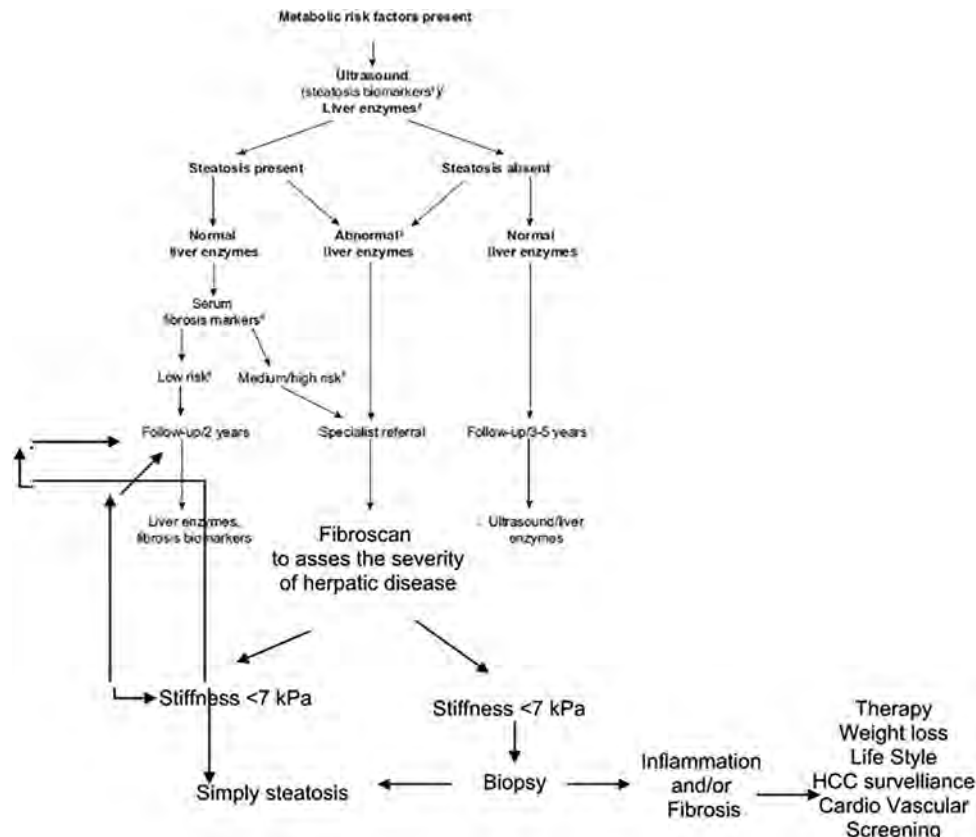 Metabolic risk factors present
Ultrasound
(steatosis biomarkers¹)/
Liver enzymes²
Steatosis present
Steatosis absent
Normal
liver enzymes
Abnormal³
liver enzymes
Normal
liver enzymes
Serum
fibrosis markers⁴
Low risk⁵
Medium/high risk⁵
Follow-up/2 years
Specialist referral
Follow-up/3-5 years
Liver enzymes,
fibrosis biomarkers
Fibroscan
to asses the severity
of herpatic disease
Ultrasound/liver
enzymes
Stiffness <7 kPa
Stiffness <7 kPa
Simply steatosis
Biopsy
Inflammation
and/or
Fibrosis
Therapy
Weight loss
Life Style
HCC survelliance
Cardio Vascular
Screening